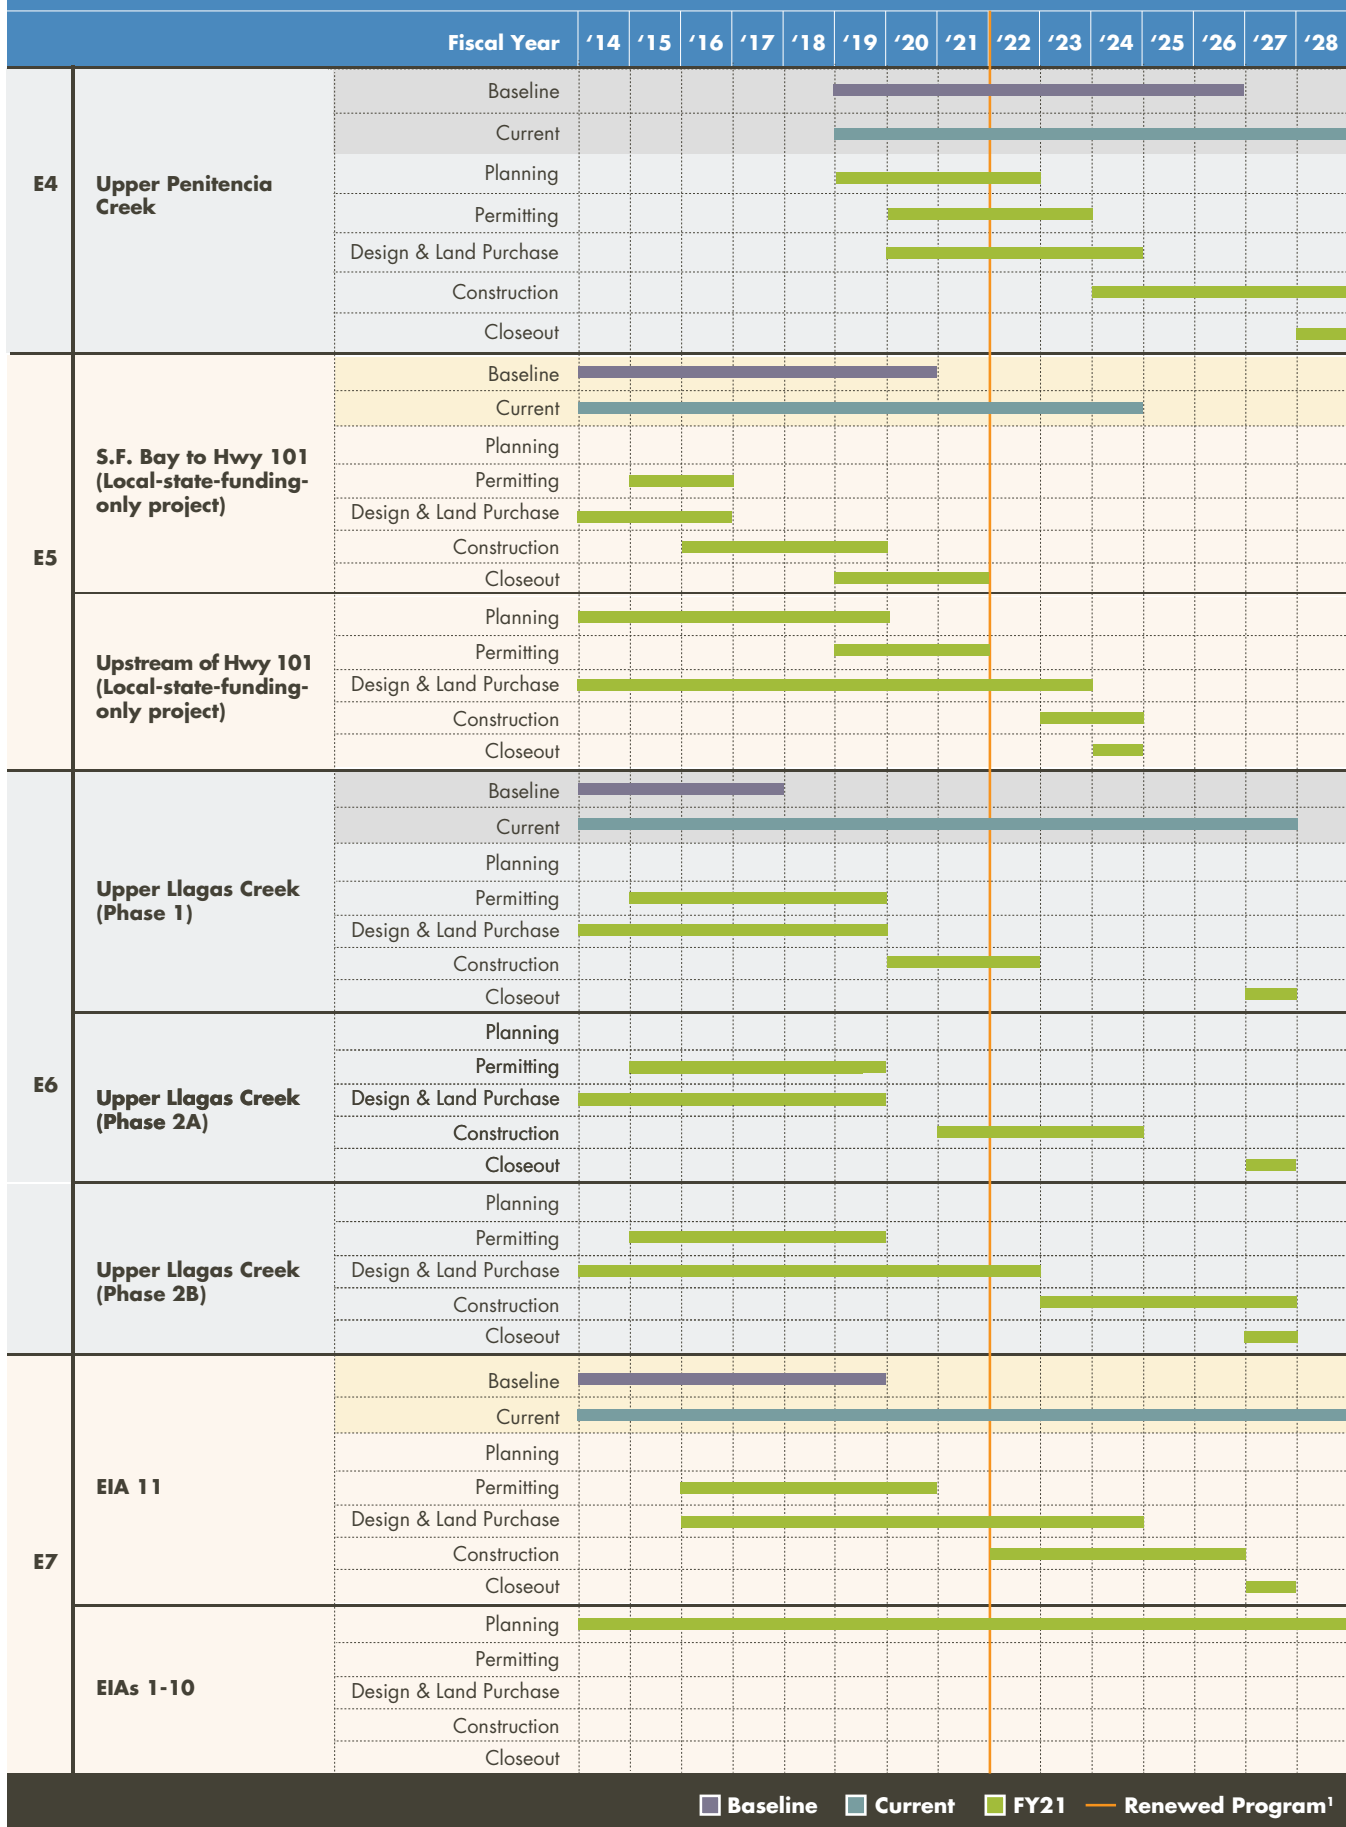 Fiscal Year ‘14 ‘15 ‘16 ‘17 ‘18 ‘19 ‘20 ‘21 ‘22 ‘23 ‘24 ‘25 ‘26 ‘27 ‘28
E4
Upper Penitencia
Creek
Baseline
Current
Planning
Permitting
Design & Land Purchase
Construction
Closeout
E5
S.F. Bay to Hwy 101
(Local-state-funding-
only project)
Baseline
Current
Planning
Permitting
Design & Land Purchase
Construction
Closeout
Upstream of Hwy 101
(Local-state-funding-
only project)
Planning
Permitting
Design & Land Purchase
Construction
Closeout
E6
Upper Llagas Creek
(Phase 1)
Baseline
Current
Planning
Permitting
Design & Land Purchase
Construction
Closeout
Upper Llagas Creek
(Phase 2A)
Planning
Permitting
Design & Land Purchase
Construction
Closeout
Upper Llagas Creek
(Phase 2B)
Planning
Permitting
Design & Land Purchase
Construction
Closeout
E7
EIA 11
Baseline
Current
Planning
Permitting
Design & Land Purchase
Construction
Closeout
EIAs 1-10
Planning
Permitting
Design & Land Purchase
Construction
Closeout
Baseline Current FY21 Renewed Program¹